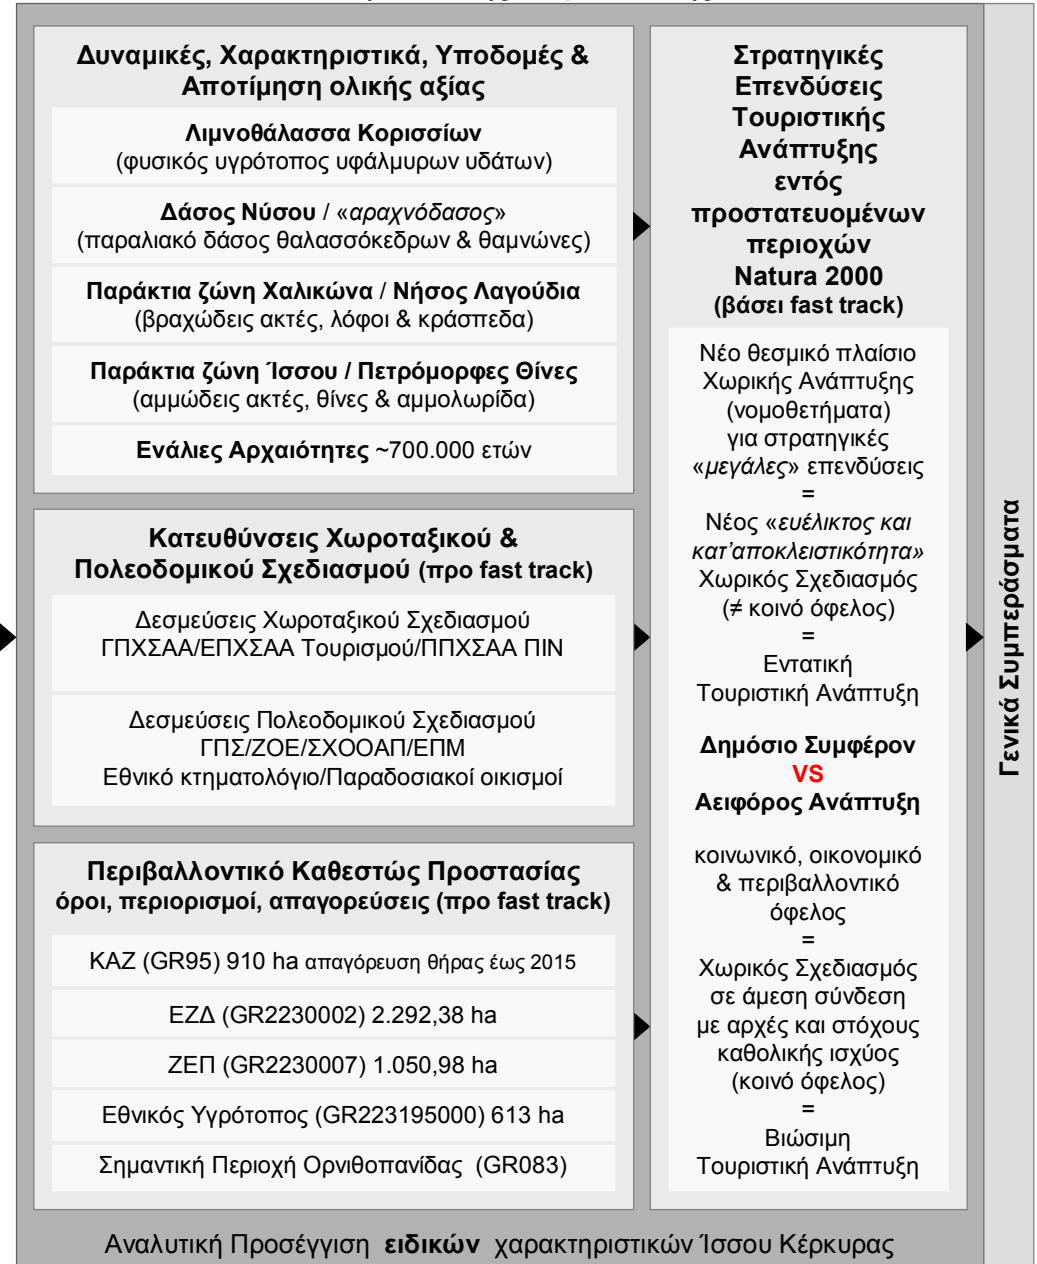 Δυναμικές, Χαρακτηριστικά, Υποδομές &
Αποτίμηση ολικής αξίας
Λιμνοθάλασσα Κορισσίων
(φυσικός υγρότοπος υφάλμυρων υδάτων)
Δάσος Νύσου / «αραχνόδασος»
(παραλιακό δάσος θαλασσόκεδρων & θαμνώνες)
Παράκτια ζώνη Χαλικώνα / Νήσος Λαγούδια
(βραχώδεις ακτές, λόφοι & κράσπεδα)
Παράκτια ζώνη Ίσσου / Πετρόμορφες Θίνες
(αμμώδεις ακτές, θίνες & αμμολωρίδα)
Ενάλιες Αρχαιότητες ~700.000 ετών
Κατευθύνσεις Χωροταξικού &
Πολεοδομικού Σχεδιασμού (προ fast track)
Δεσμεύσεις Χωροταξικού Σχεδιασμού
ΓΠΧΣΑΑ/ΕΠΧΣΑΑ Τουρισμού/ΠΠΧΣΑΑ ΠΙΝ
Δεσμεύσεις Πολεοδομικού Σχεδιασμού
ΓΠΣ/ΖΟΕ/ΣΧΟΟΑΠ/ΕΠΜ
Εθνικό κτηματολόγιο/Παραδοσιακοί οικισμοί
Περιβαλλοντικό Καθεστώς Προστασίας
όροι, περιορισμοί, απαγορεύσεις (προ fast track)
ΚΑΖ (GR95) 910 ha απαγόρευση θήρας έως 2015
ΕΖΔ (GR2230002) 2.292,38 ha
ΖΕΠ (GR2230007) 1.050,98 ha
Εθνικός Υγρότοπος (GR223195000) 613 ha
Σημαντική Περιοχή Ορνιθοπανίδας (GR083)
Στρατηγικές
Επενδύσεις
Τουριστικής
Ανάπτυξης
εντός
προστατευομένων
περιοχών
Natura 2000
(βάσει fast track)
Νέο θεσμικό πλαίσιο
Χωρικής Ανάπτυξης
(νομοθετήματα)
για στρατηγικές
«μεγάλες» επενδύσεις
=
Νέος «ευέλικτος και
κατ’αποκλειστικότητα»
Χωρικός Σχεδιασμός
(≠ κοινό όφελος)
=
Εντατική
Τουριστική Ανάπτυξη
Δημόσιο Συμφέρον
VS
Αειφόρος Ανάπτυξη
κοινωνικό, οικονομικό
& περιβαλλοντικό
όφελος
=
Χωρικός Σχεδιασμός
σε άμεση σύνδεση
με αρχές και στόχους
καθολικής ισχύος
(κοινό όφελος)
=
Βιώσιμη
Τουριστική Ανάπτυξη
Γενικά Συμπεράσματα
Αναλυτική Προσέγγιση ειδικών χαρακτηριστικών Ίσσου Κέρκυρας